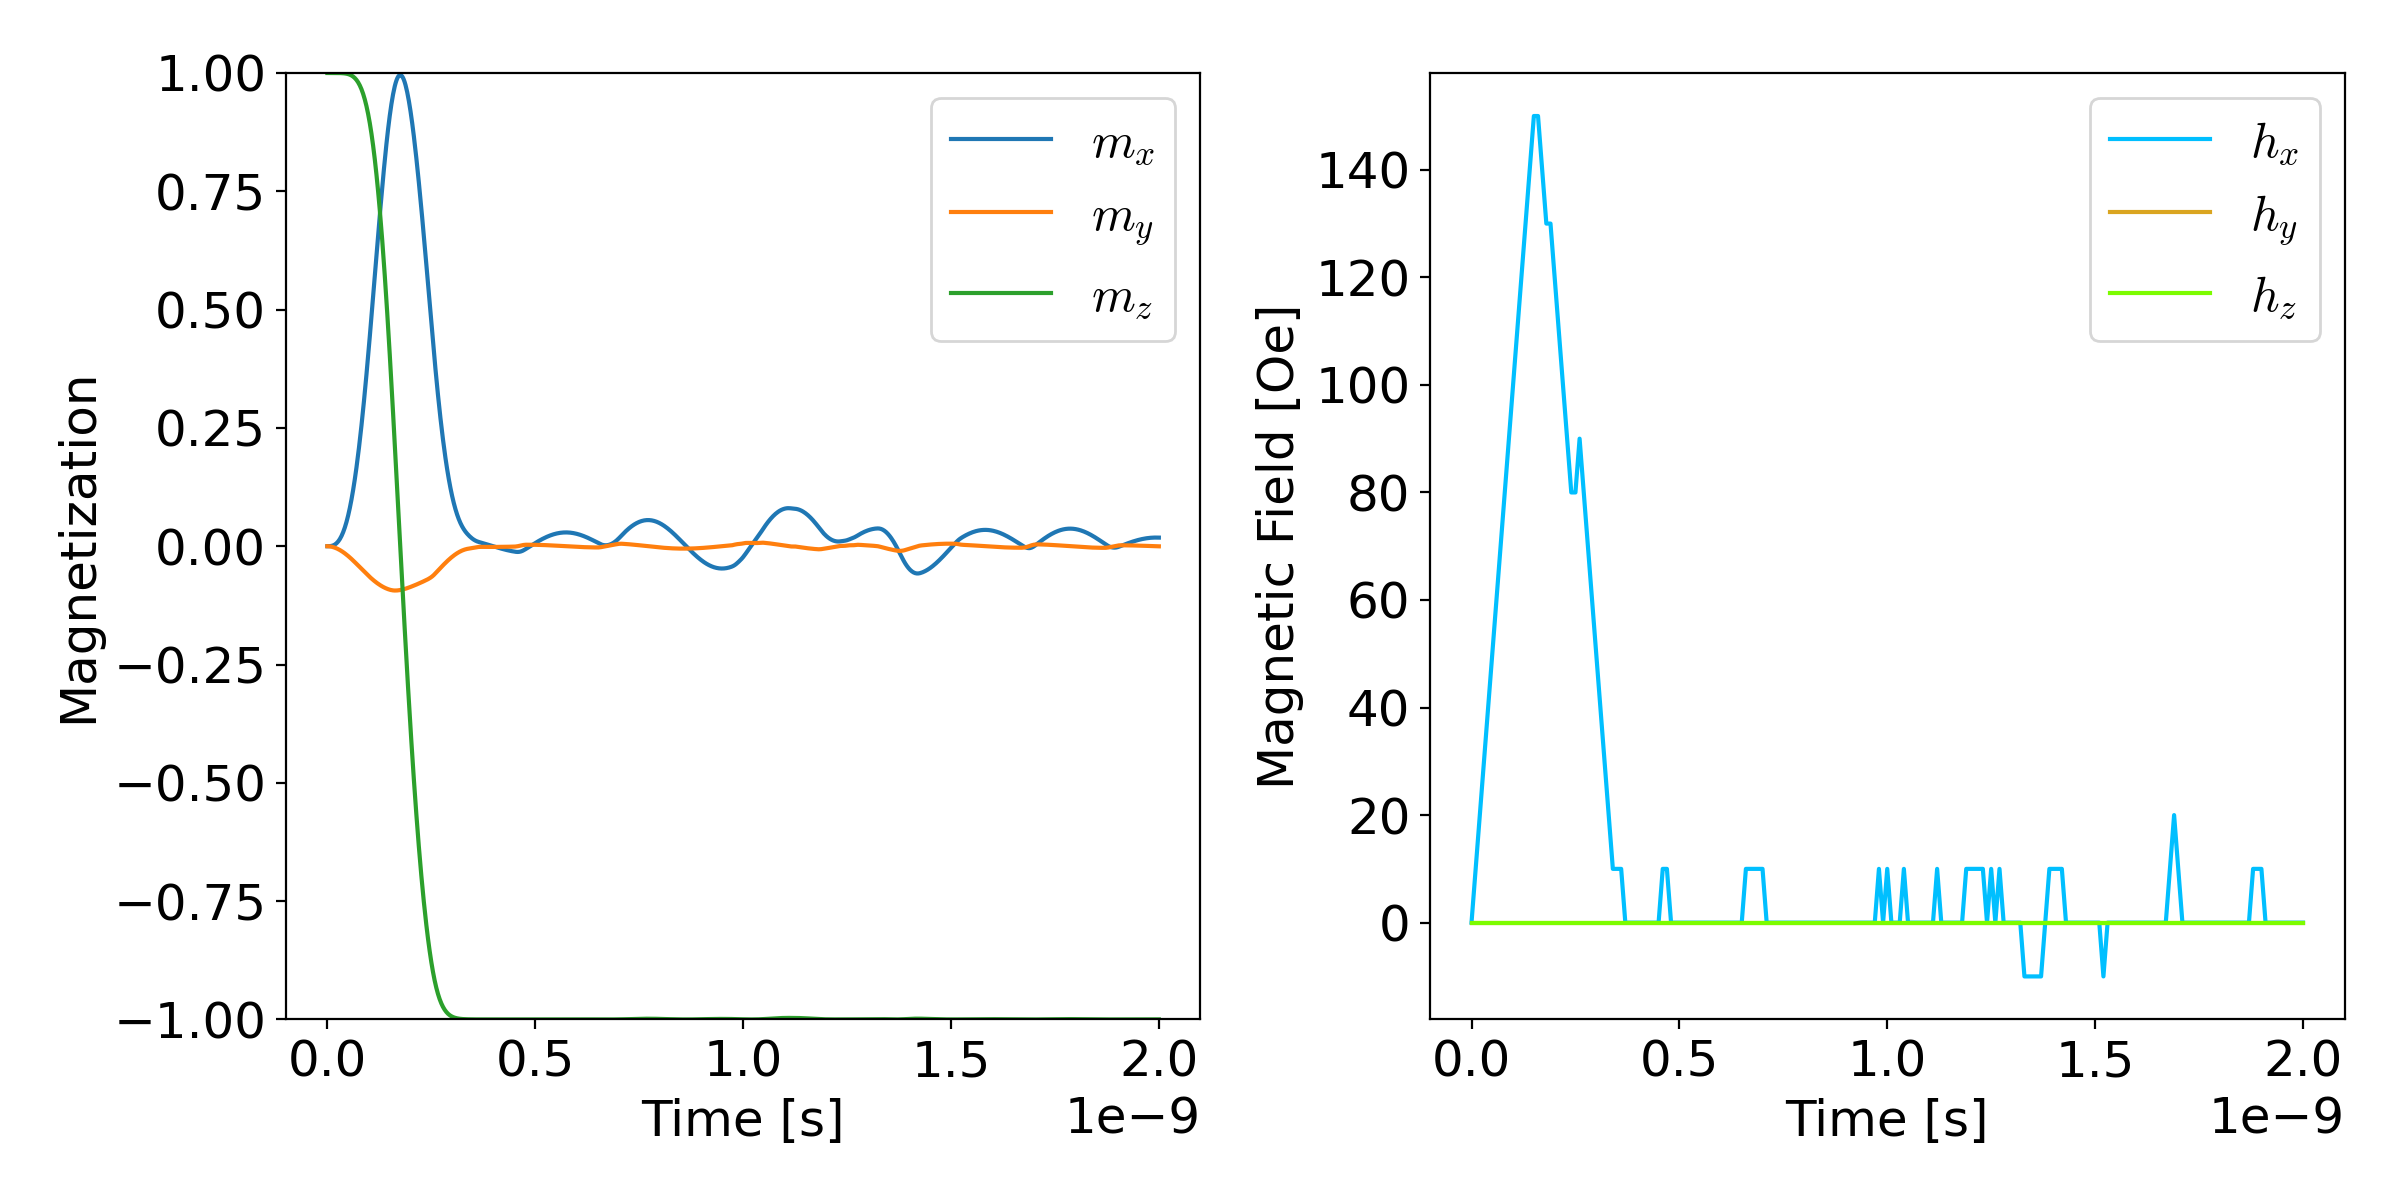 1.00
0.75
0.50
0.25
0.00
−0.25
−0.50
−0.75
−1.00
Magnetization
0.0 0.5 1.0 1.5 2.0
Time [s]
1e−9
m_x
m_y
m_z
140
120
100
80
60
40
20
0
Magnetic Field [Oe]
0.0 0.5 1.0 1.5 2.0
Time [s]
1e−9
h_x
h_y
h_z